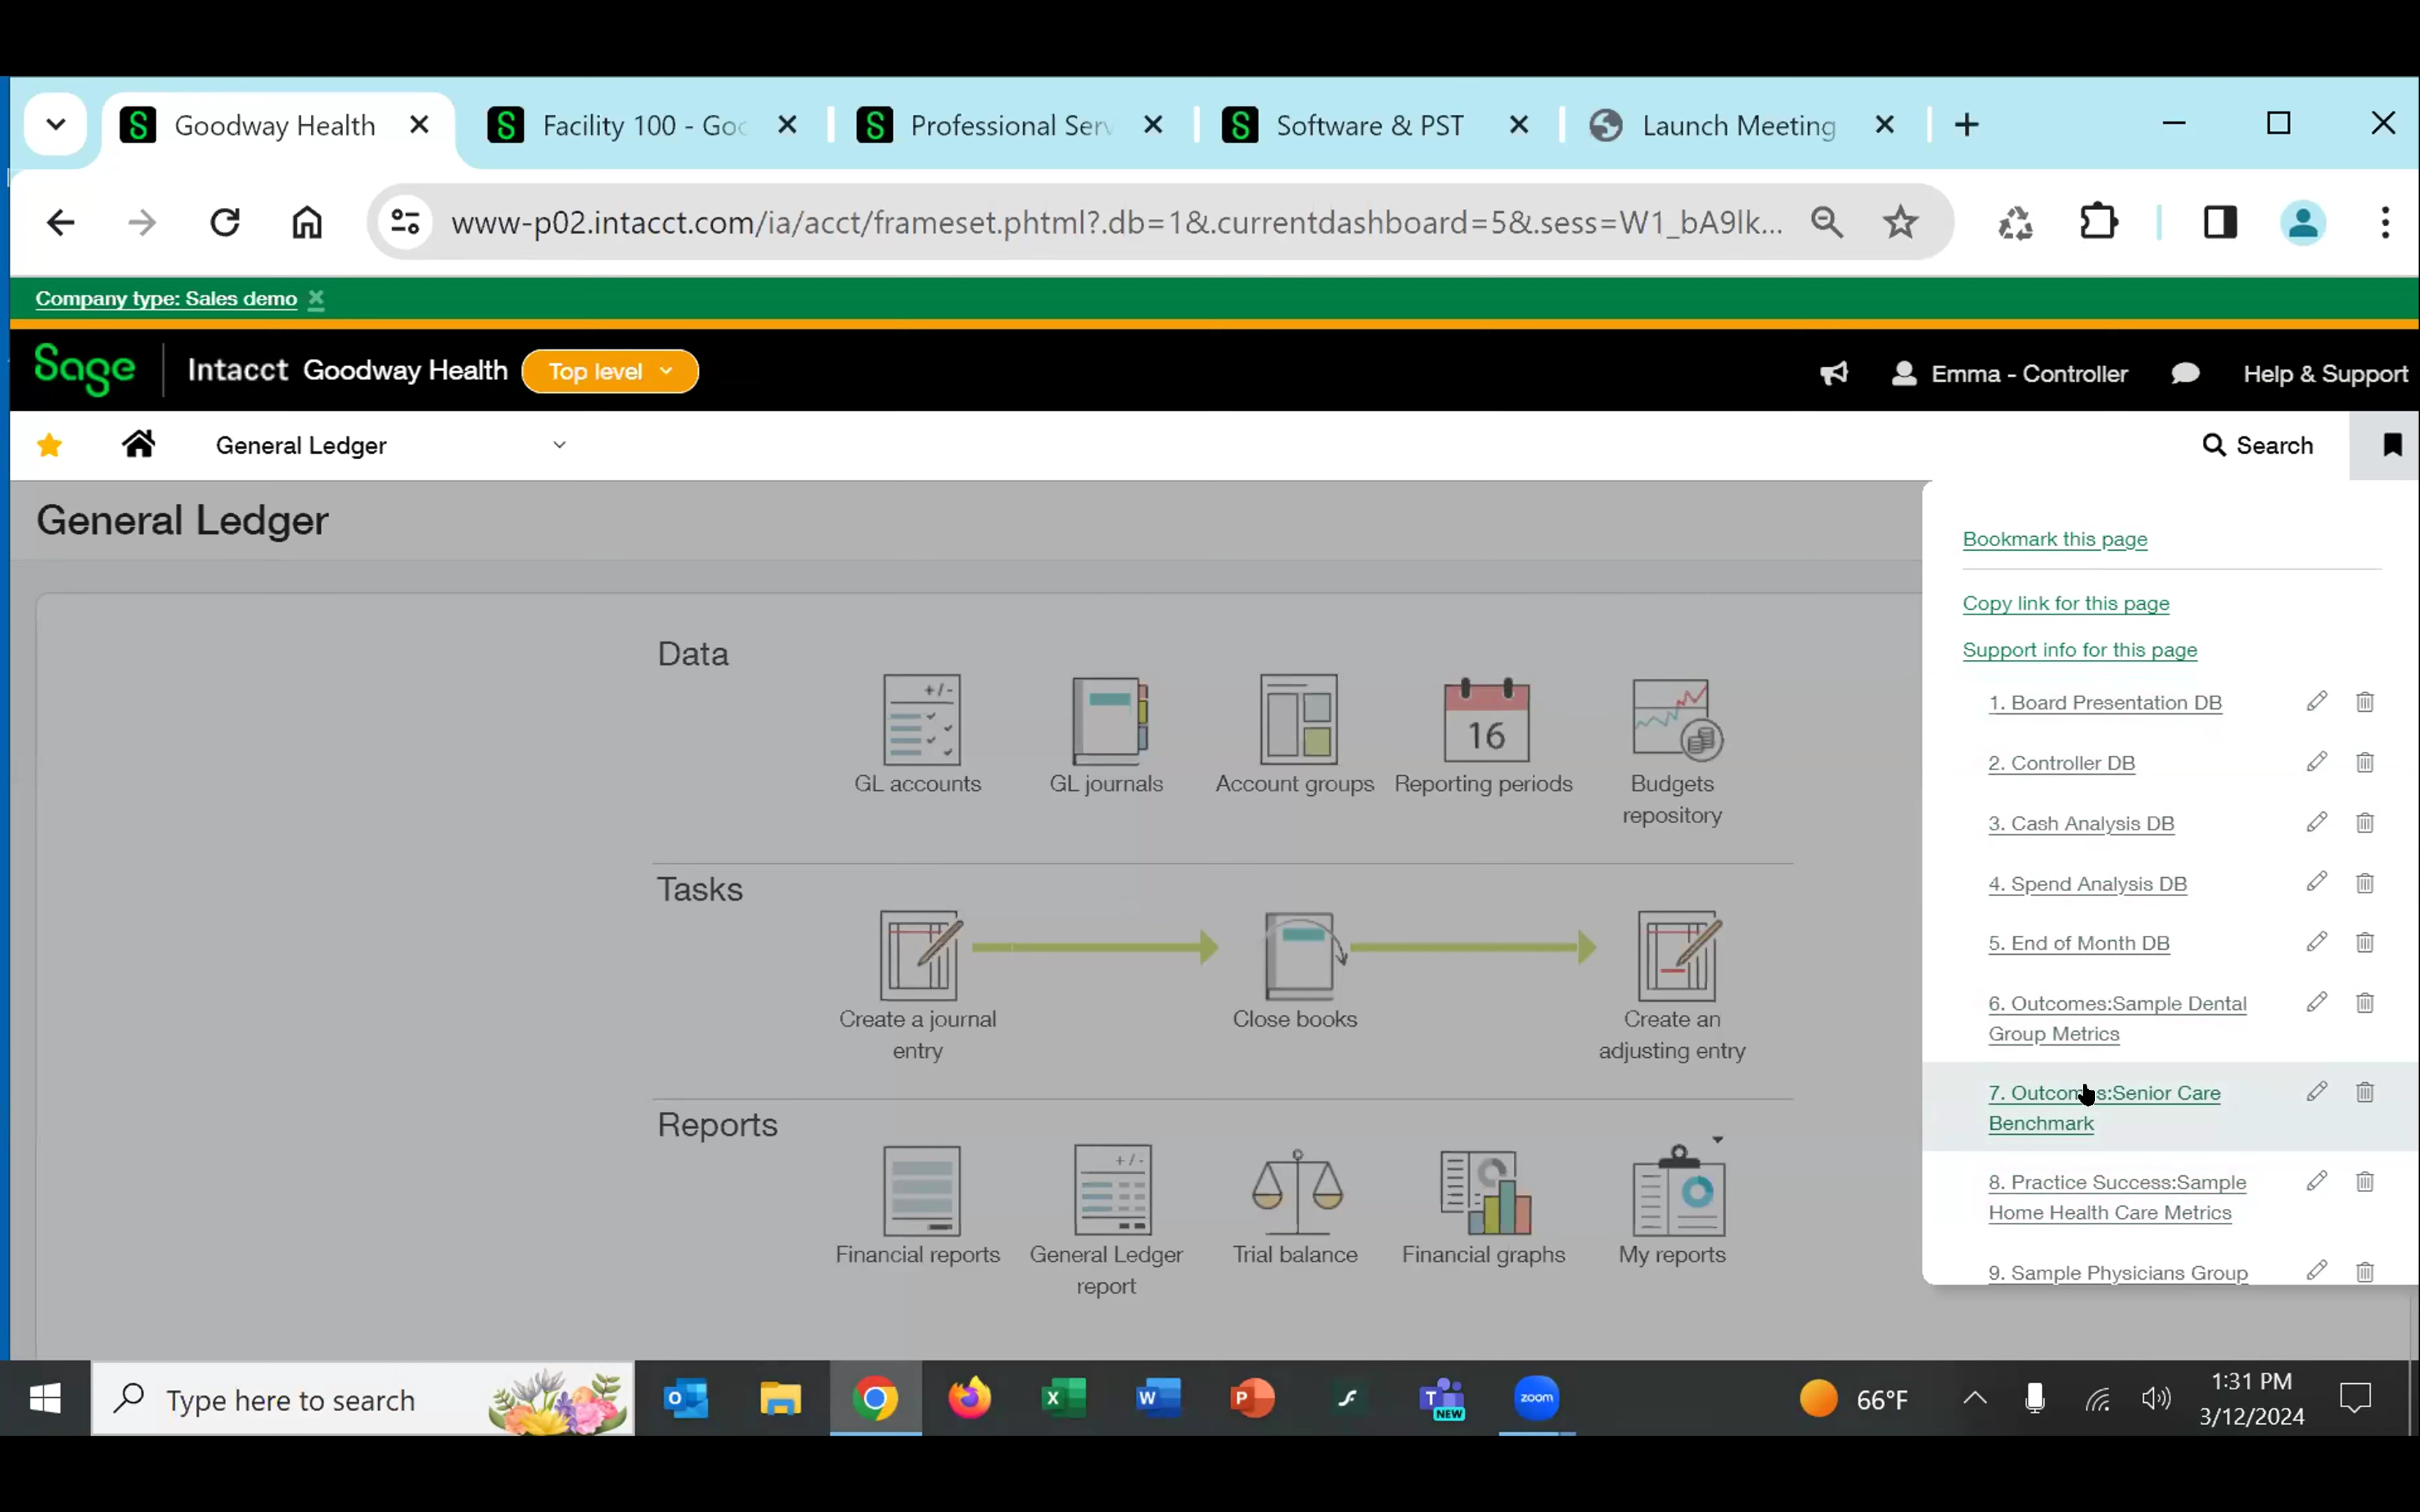 Goodway Health
Facility 100 - Goo
Professional Serv
Software & PST
Launch Meeting
www-p02.intacct.com/ia/acct/frameset.phtml?.db=1&.currentdashboard=5&.sess=W1_bA9lk...
Company type: Sales demo
Sage Intacct Goodway Health Top level
Emma - Controller
Help & Support
General Ledger
Search
General Ledger
Bookmark this page
Copy link for this page
Support info for this page
1. Board Presentation DB
2. Controller DB
3. Cash Analysis DB
4. Spend Analysis DB
5. End of Month DB
6. Outcomes:Sample Dental
Group Metrics
7. Outcomes:Senior Care
Benchmark
8. Practice Success:Sample
Home Health Care Metrics
9. Sample Physicians Group
Data
+/-
16
GL accounts
GL journals
Account groups
Reporting periods
Budgets
repository
Tasks
Create a journal
entry
Close books
Create an
adjusting entry
Reports
+/-
Financial reports
General Ledger
report
Trial balance
Financial graphs
My reports
Type here to search
NEW
zoom
66°F
1:31 PM
3/12/2024